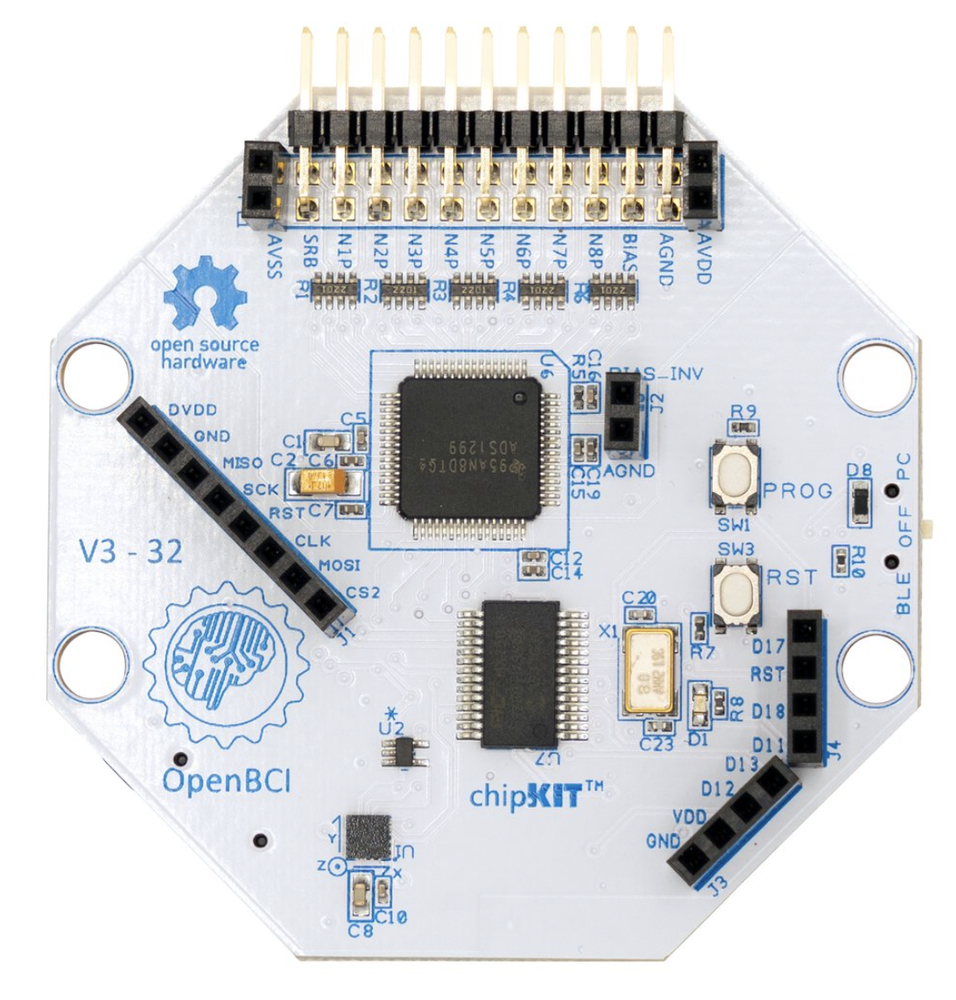 AVSS
SRB
N1P
N2P
N3P
N4P
N5P
N6P
N7P
N8P
BIAS
AGND
AVDD
R1
R2
R3
R4
open source
hardware
U6
R5
C16
BIAS_INV
J2
AGND
C15
C19
DVDD
GND
MISO
SCK
RST
CLK
MOSI
CS2
J1
C5
C1
C2
C6
C7
ADS1299
95AN8DTG4
R9
PROG
SW1
SW3
RST
D8
PC
OFF
BLE
R10
V3 - 32
C12
C14
C20
X1
R7
R8
D1
C23
D17
RST
D18
D11
J4
D13
D12
VDD
GND
J3
*
U2
U7
OpenBCI
chipKIT™
Y
Z
X
U1
C8
C10